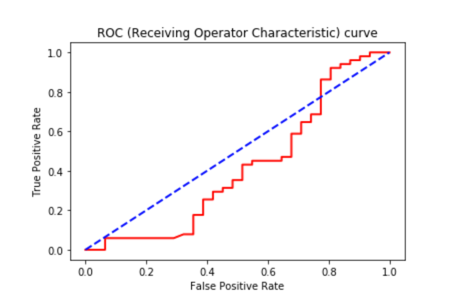 ROC (Receiving Operator Characteristic) curve
1.0
0.8
0.6
0.4
0.2
0.0
True Positive Rate
0.0 0.2 0.4 0.6 0.8 1.0
False Positive Rate